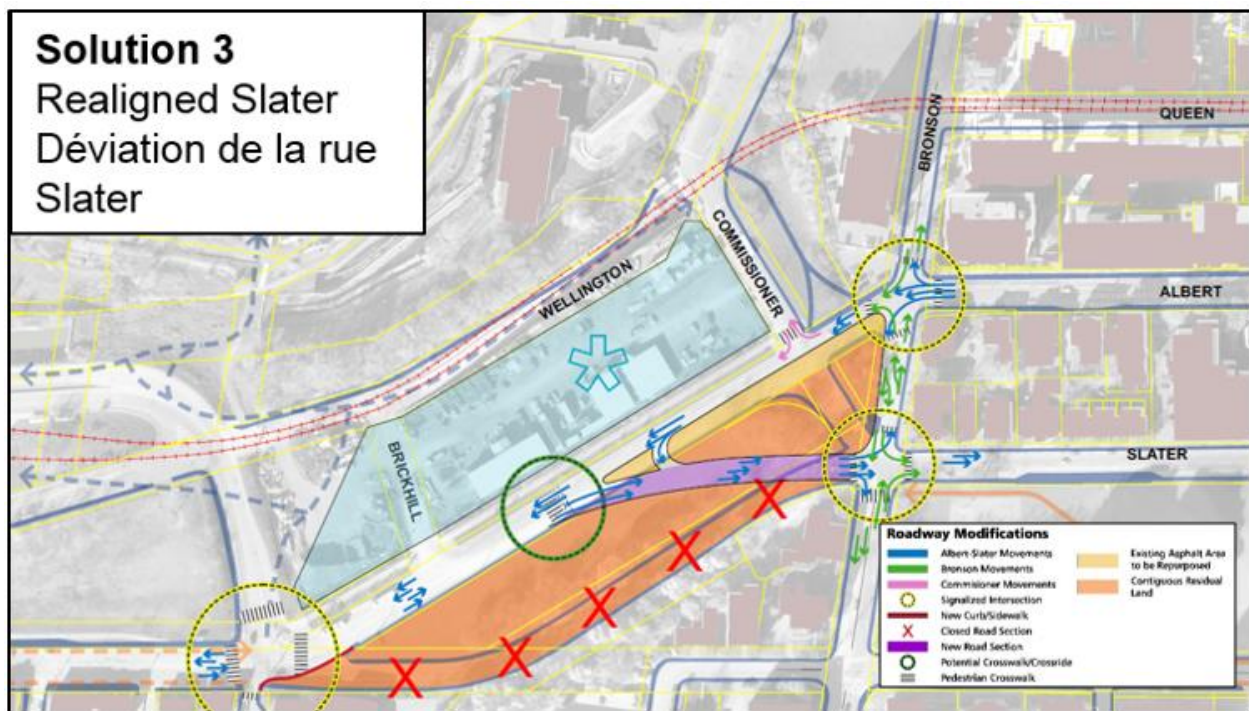 Solution 3
Realigned Slater
Déviation de la rue
Slater
BRONSON
QUEEN
COMMISSIONER
WELLINGTON
ALBERT
BRICKHILL
SLATER
Roadway Modifications
Albert-Slater Movements
Bronson Movements
Commisioner Movements
Signalized Intersection
New Curb/Sidewalk
Closed Road Section
New Road Section
Potential Crosswalk/Crossride
Pedestrian Crosswalk
Existing Asphalt Area
to be Repurposed
Contiguous Residual
Land